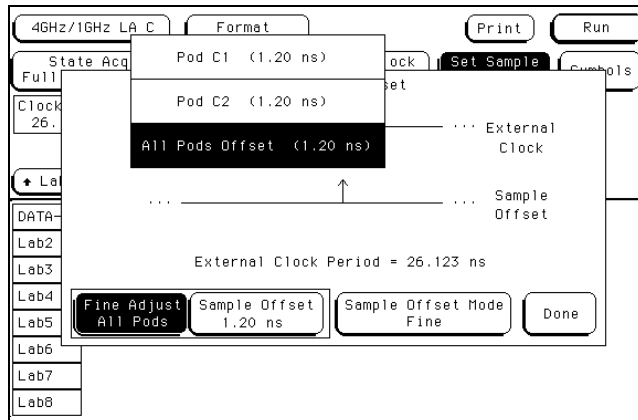 4GHz/1GHz LA C
Format
Print
Run
State Acq
Full
Pod C1 (1.20 ns)
ock
Set Sample
Symbols
set
Clock
26.
Pod C2 (1.20 ns)
All Pods Offset (1.20 ns)
··· External
Clock
La
···
··· Sample
Offset
DATA-
Lab2
Lab3
External Clock Period = 26.123 ns
Lab4
Lab5
Fine Adjust
All Pods
Sample Offset
1.20 ns
Sample Offset Mode
Fine
Done
Lab6
Lab7
Lab8